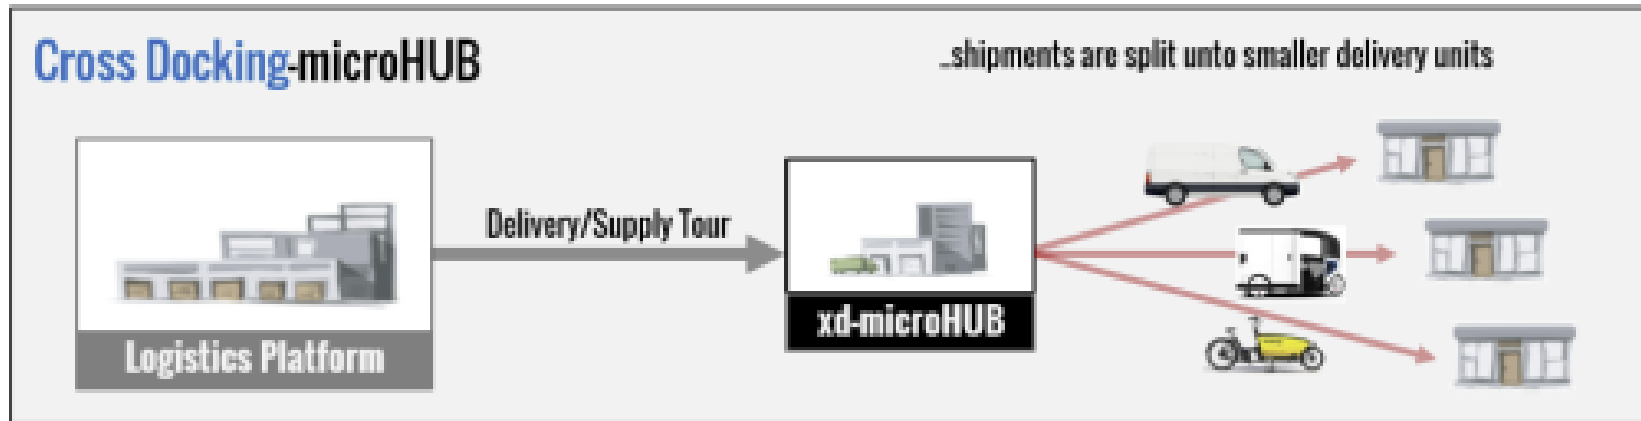 Cross Docking-microHUB
...shipments are split unto smaller delivery units
Delivery/Supply Tour
Logistics Platform
xd-microHUB